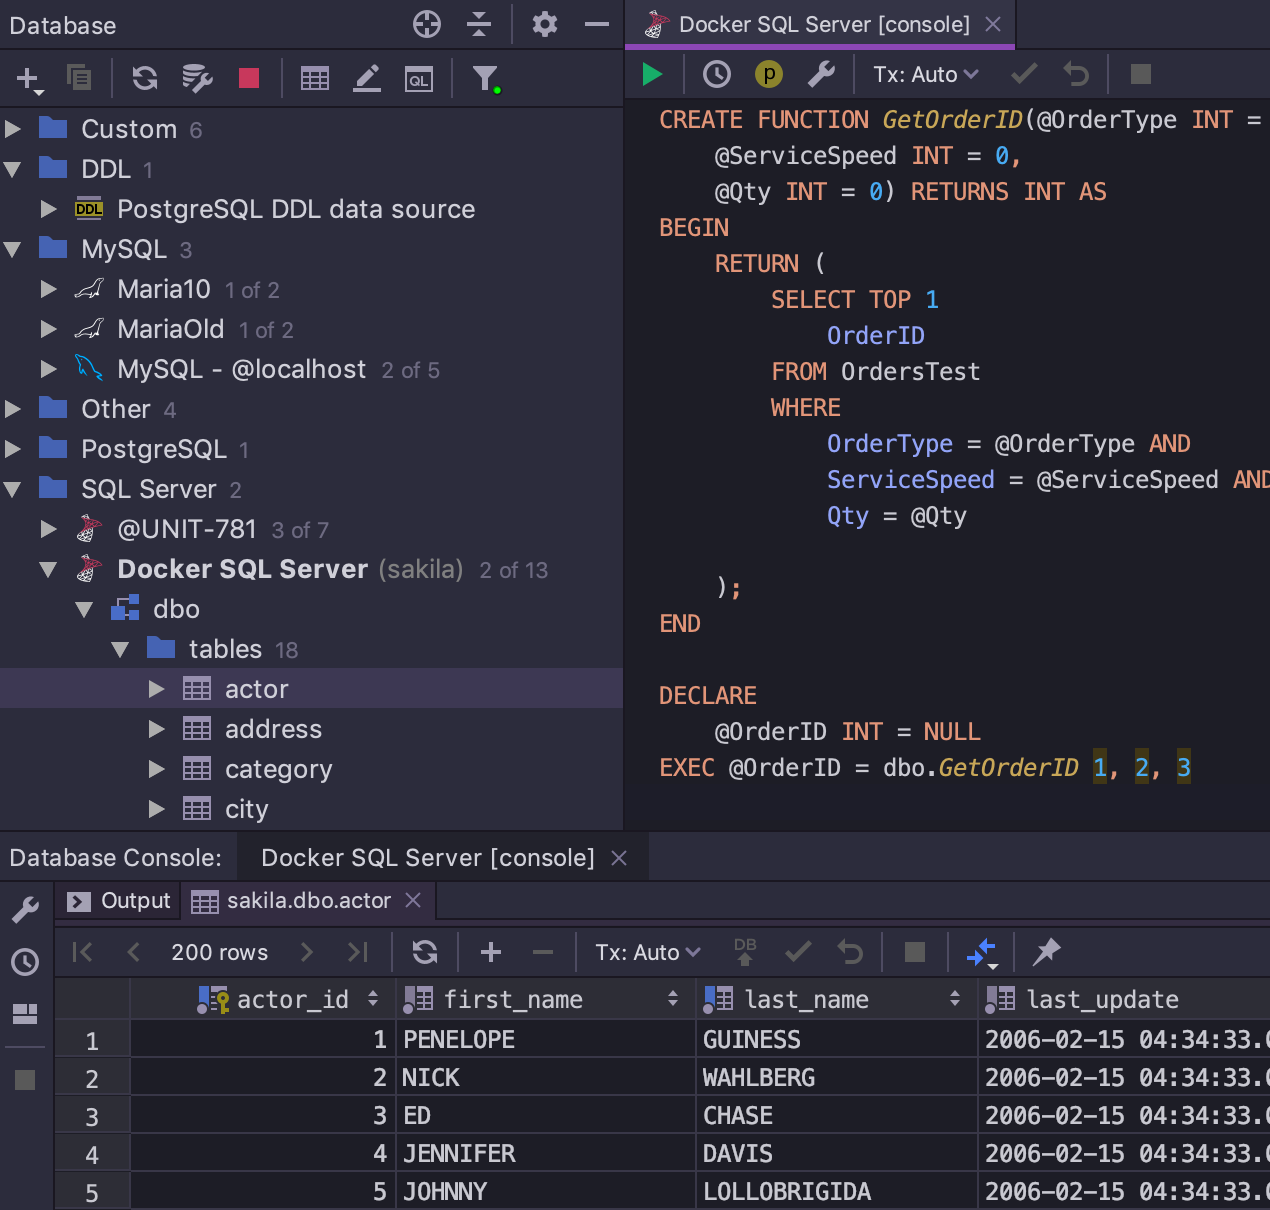 Database
Docker SQL Server [console]
QL
p
Tx: Auto
Custom 6
DDL 1
DDL PostgreSQL DDL data source
MySQL 3
Maria10 1 of 2
MariaOld 1 of 2
MySQL - @localhost 2 of 5
Other 4
PostgreSQL 1
SQL Server 2
@UNIT-781 3 of 7
Docker SQL Server (sakila) 2 of 13
dbo
tables 18
actor
address
category
city
CREATE FUNCTION GetOrderID(@OrderType INT =
@ServiceSpeed INT = 0,
@Qty INT = 0) RETURNS INT AS
BEGIN
RETURN (
SELECT TOP 1
OrderID
FROM OrdersTest
WHERE
OrderType = @OrderType AND
ServiceSpeed = @ServiceSpeed AND
Qty = @Qty
);
END
DECLARE
@OrderID INT = NULL
EXEC @OrderID = dbo.GetOrderID 1, 2, 3
Database Console: Docker SQL Server [console]
Output sakila.dbo.actor
200 rows Tx: Auto DB
actor_id first_name last_name last_update
1 1 PENELOPE GUINESS 2006-02-15 04:34:33.0
2 2 NICK WAHLBERG 2006-02-15 04:34:33.0
3 3 ED CHASE 2006-02-15 04:34:33.0
4 4 JENNIFER DAVIS 2006-02-15 04:34:33.0
5 5 JOHNNY LOLLOBRIGIDA 2006-02-15 04:34:33.0